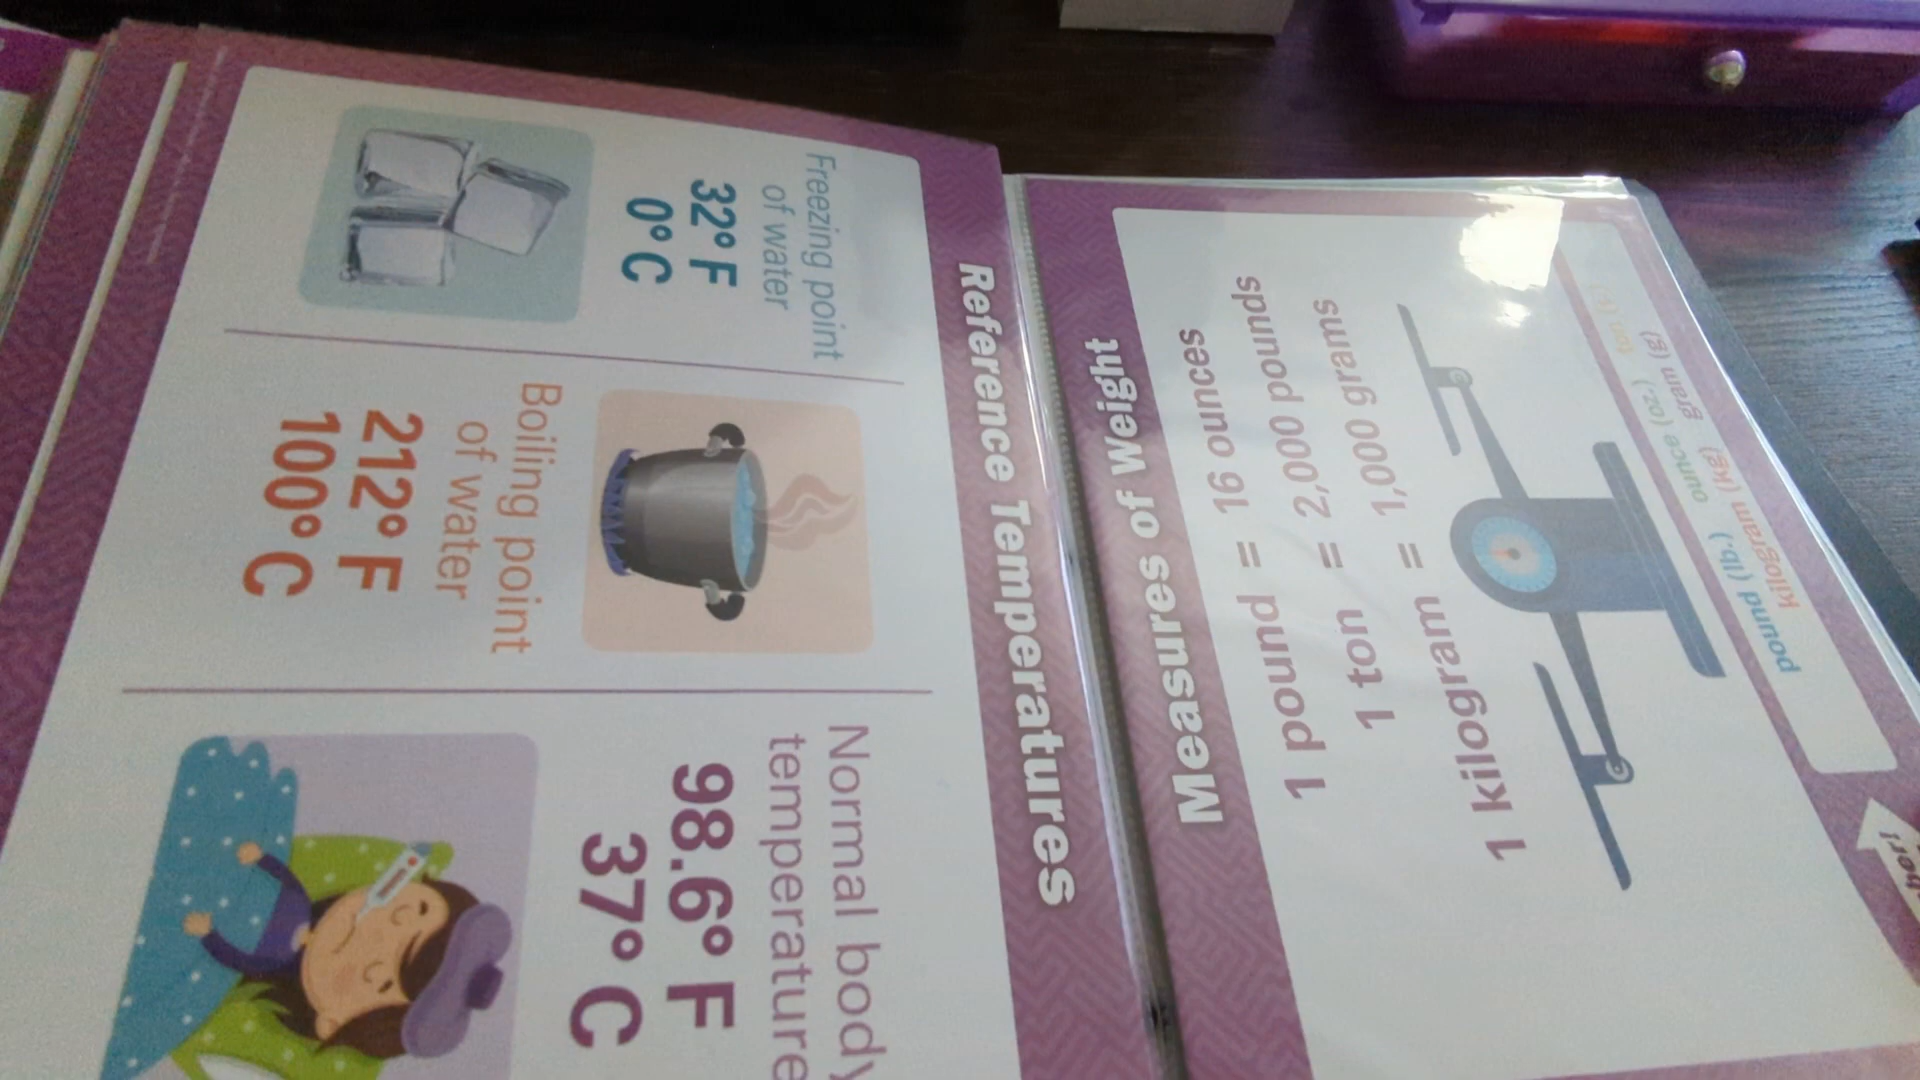 Reference Temperatures
Freezing point
of water
32° F
0° C
Boiling point
of water
212° F
100° C
Normal body
temperature
98.6° F
37° C
Measures of Weight
1 pound = 16 ounces
1 ton = 2,000 pounds
1 kilogram = 1,000 grams
pound (lb.) ounce (oz.)
kilogram (kg) gram (g)